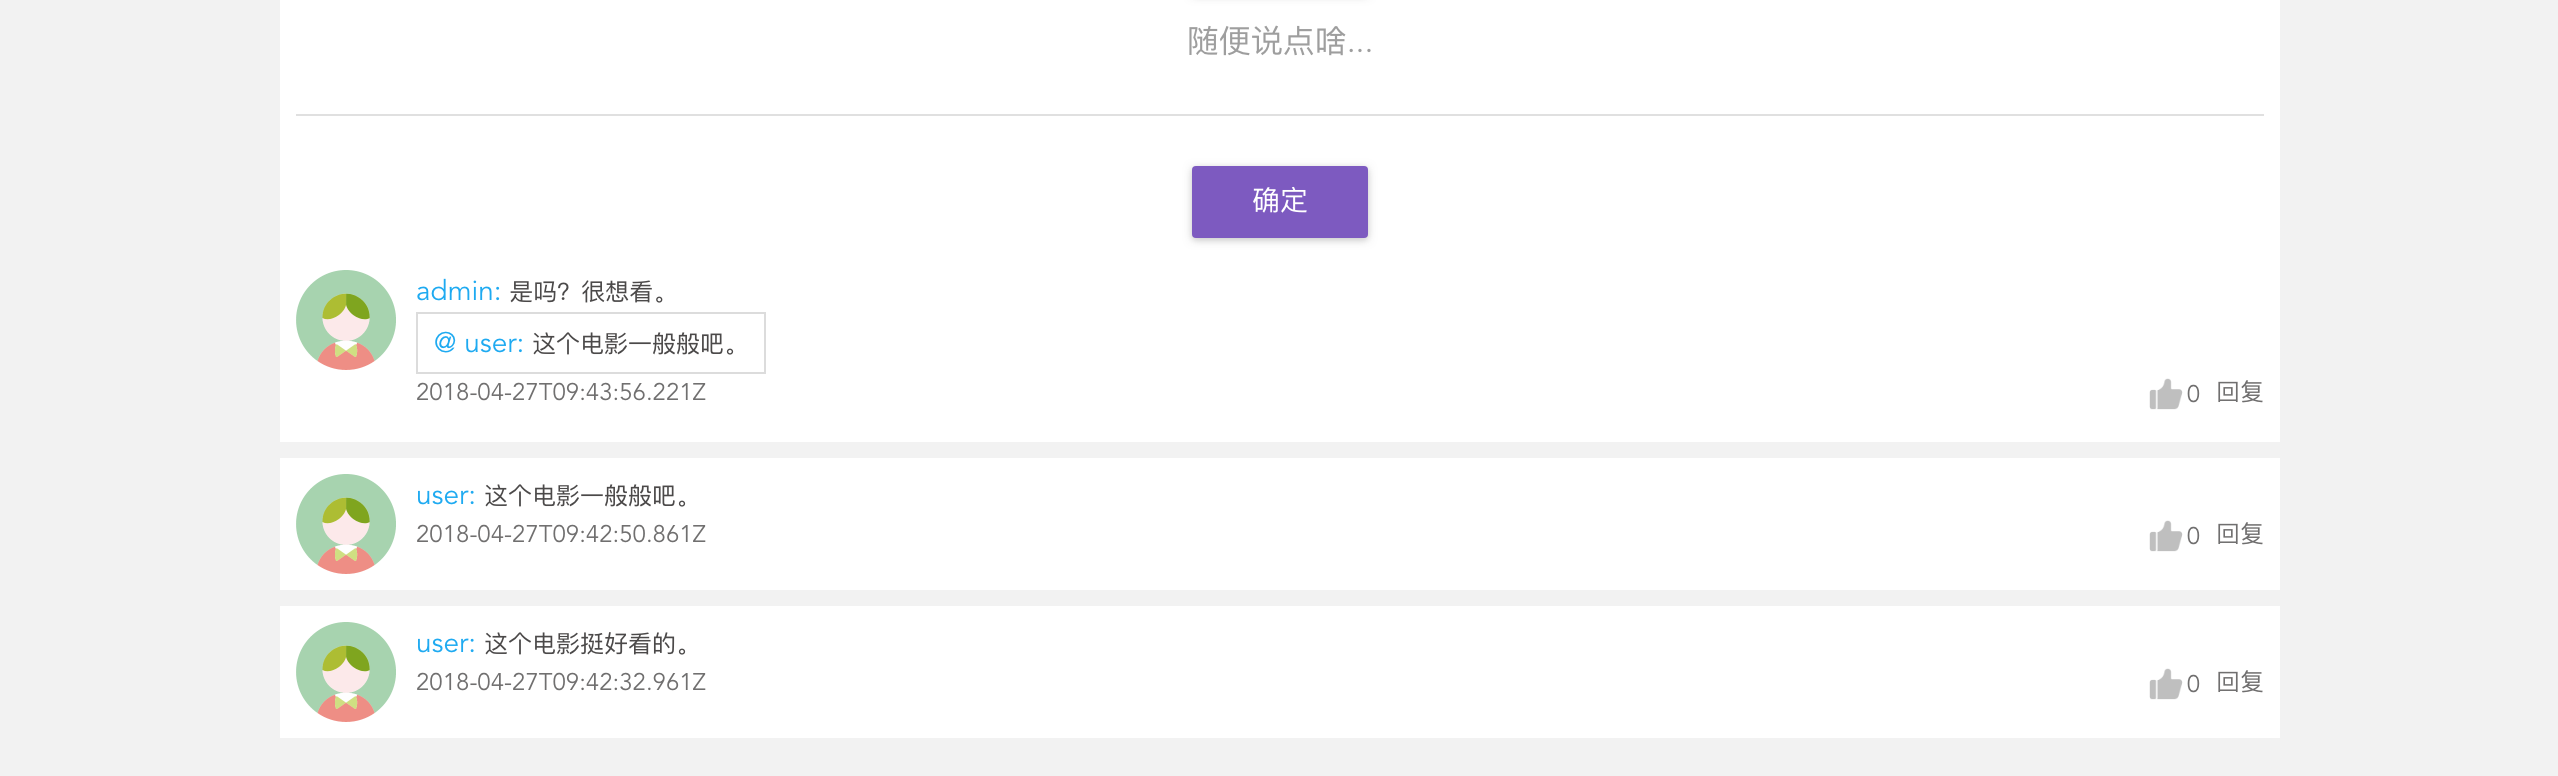 随便说点啥...
确定
admin: 是吗？很想看。
@ user: 这个电影一般般吧。
2018-04-27T09:43:56.221Z
0 回复
user: 这个电影一般般吧。
2018-04-27T09:42:50.861Z
0 回复
user: 这个电影挺好看的。
2018-04-27T09:42:32.961Z
0 回复